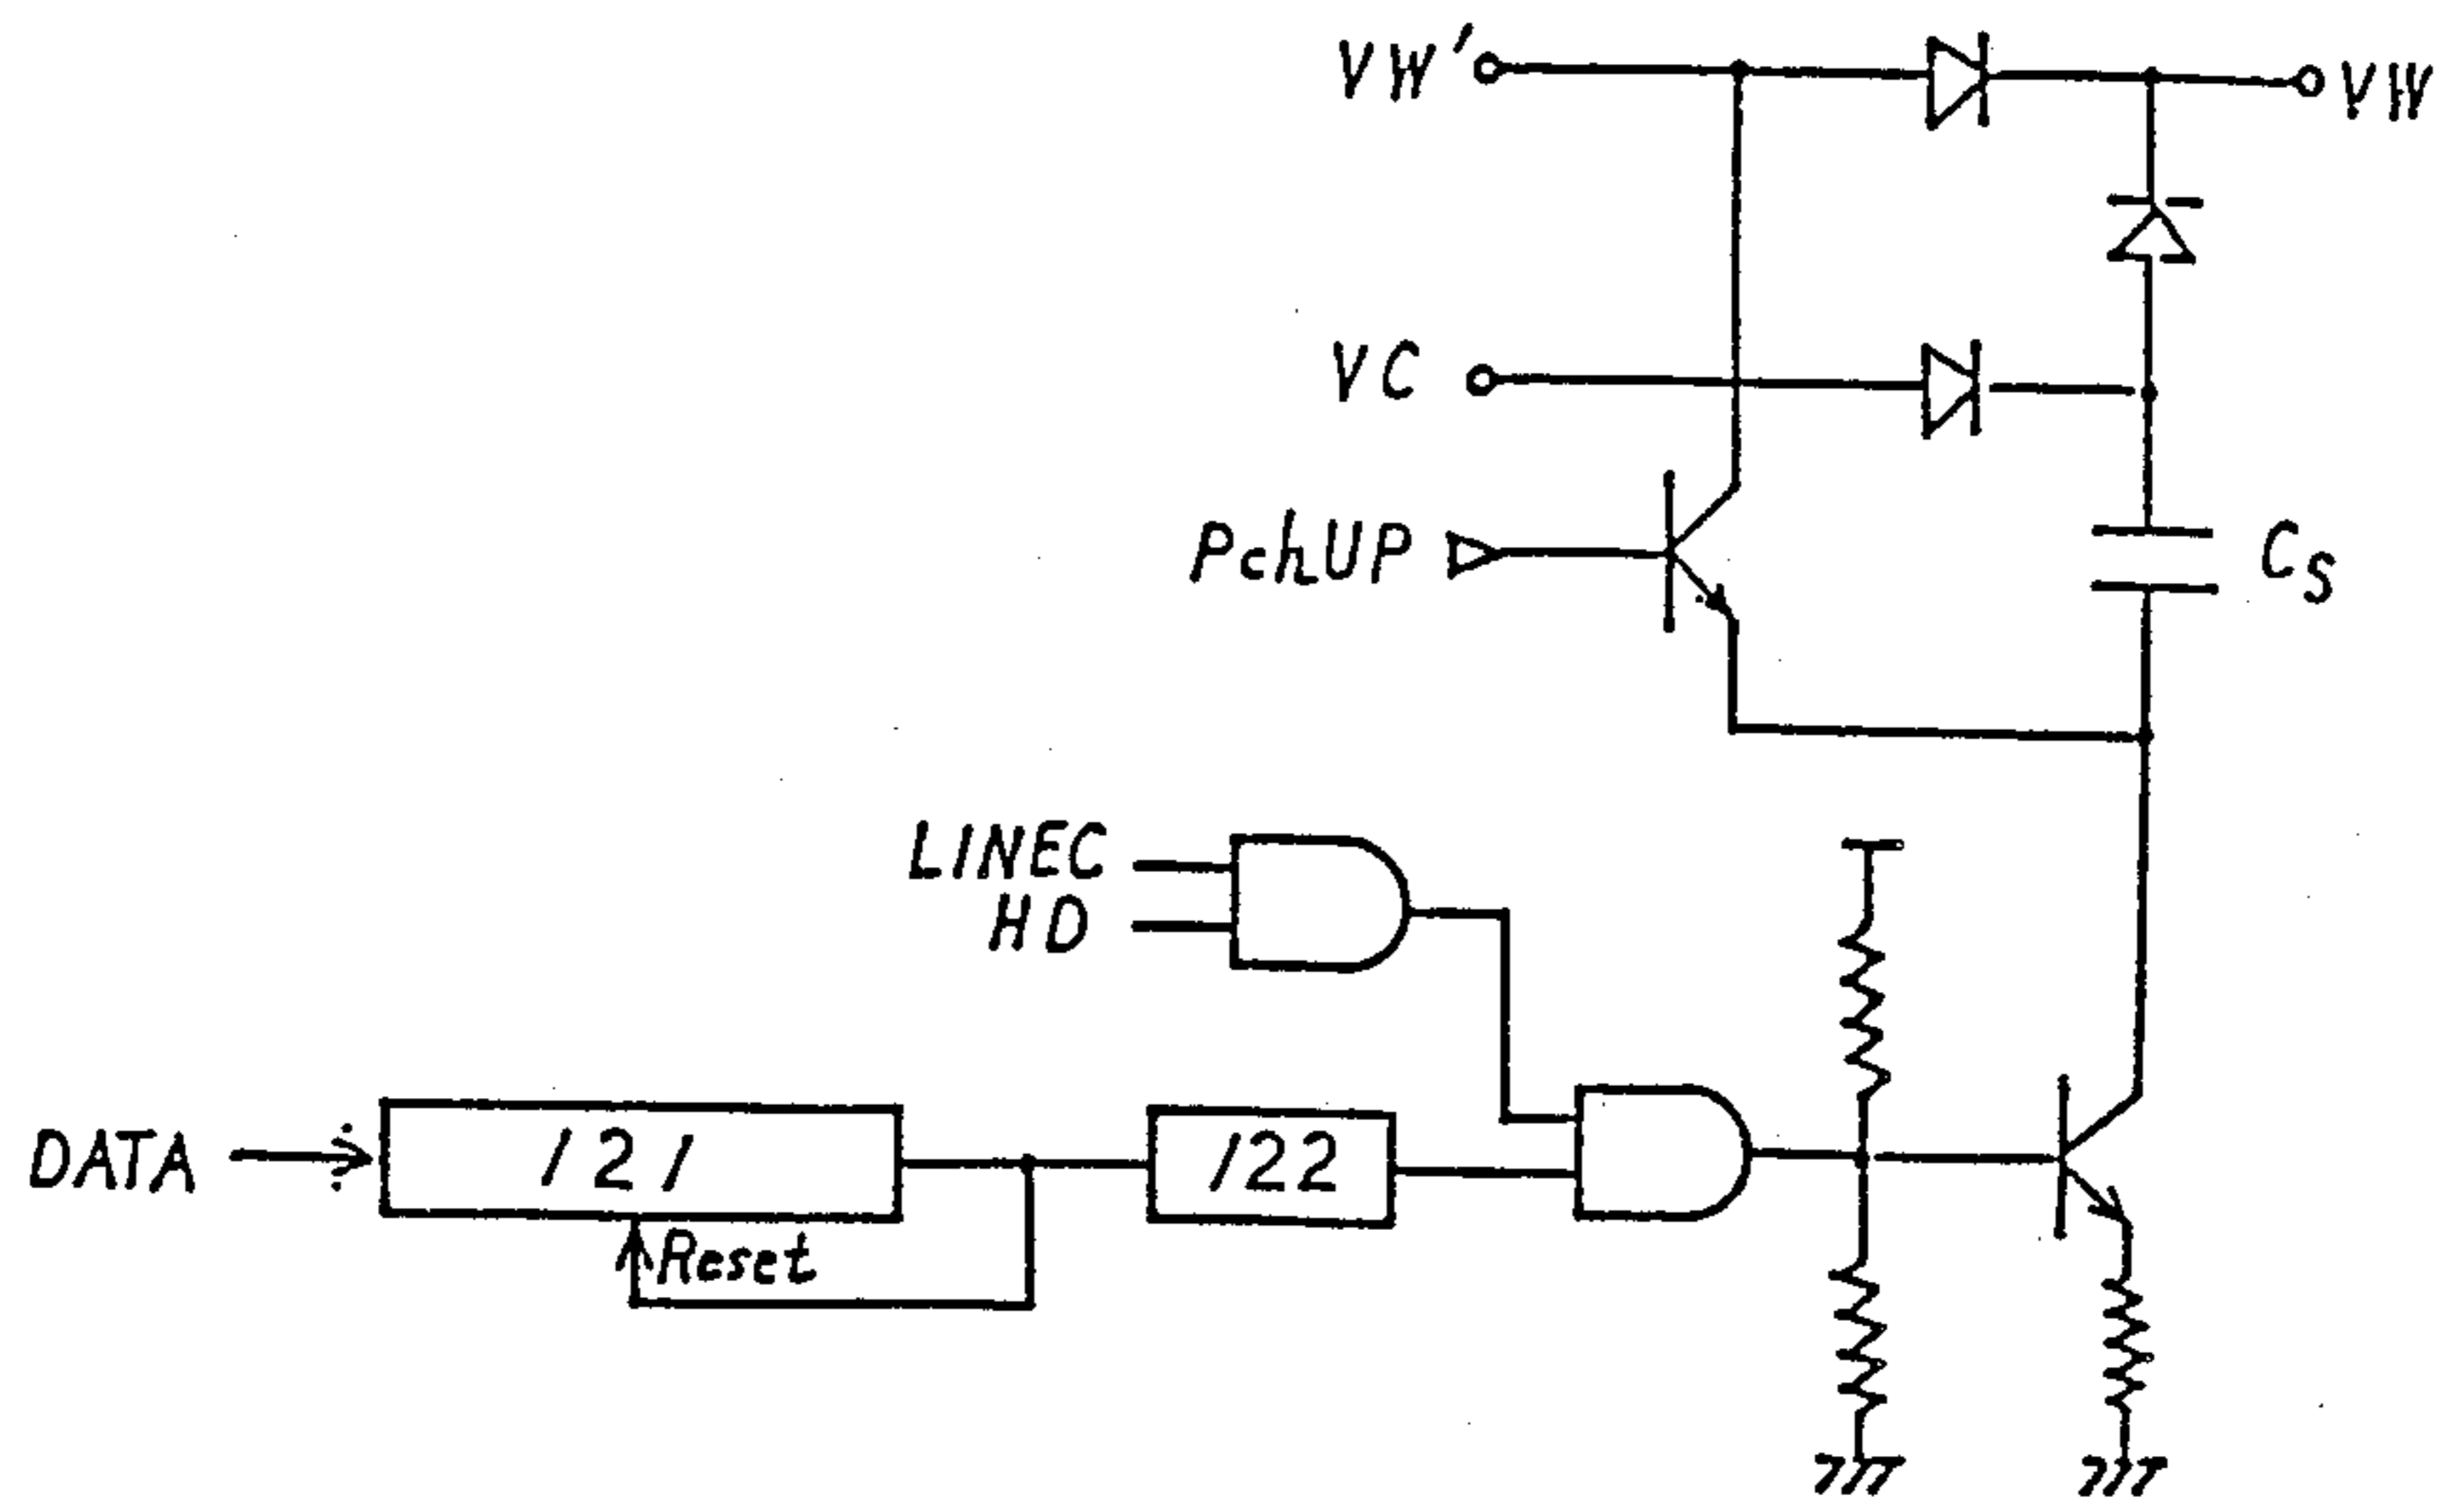 VW'
VW
VC
PchUP
Cs
LINEC
HD
DATA
121
122
Reset